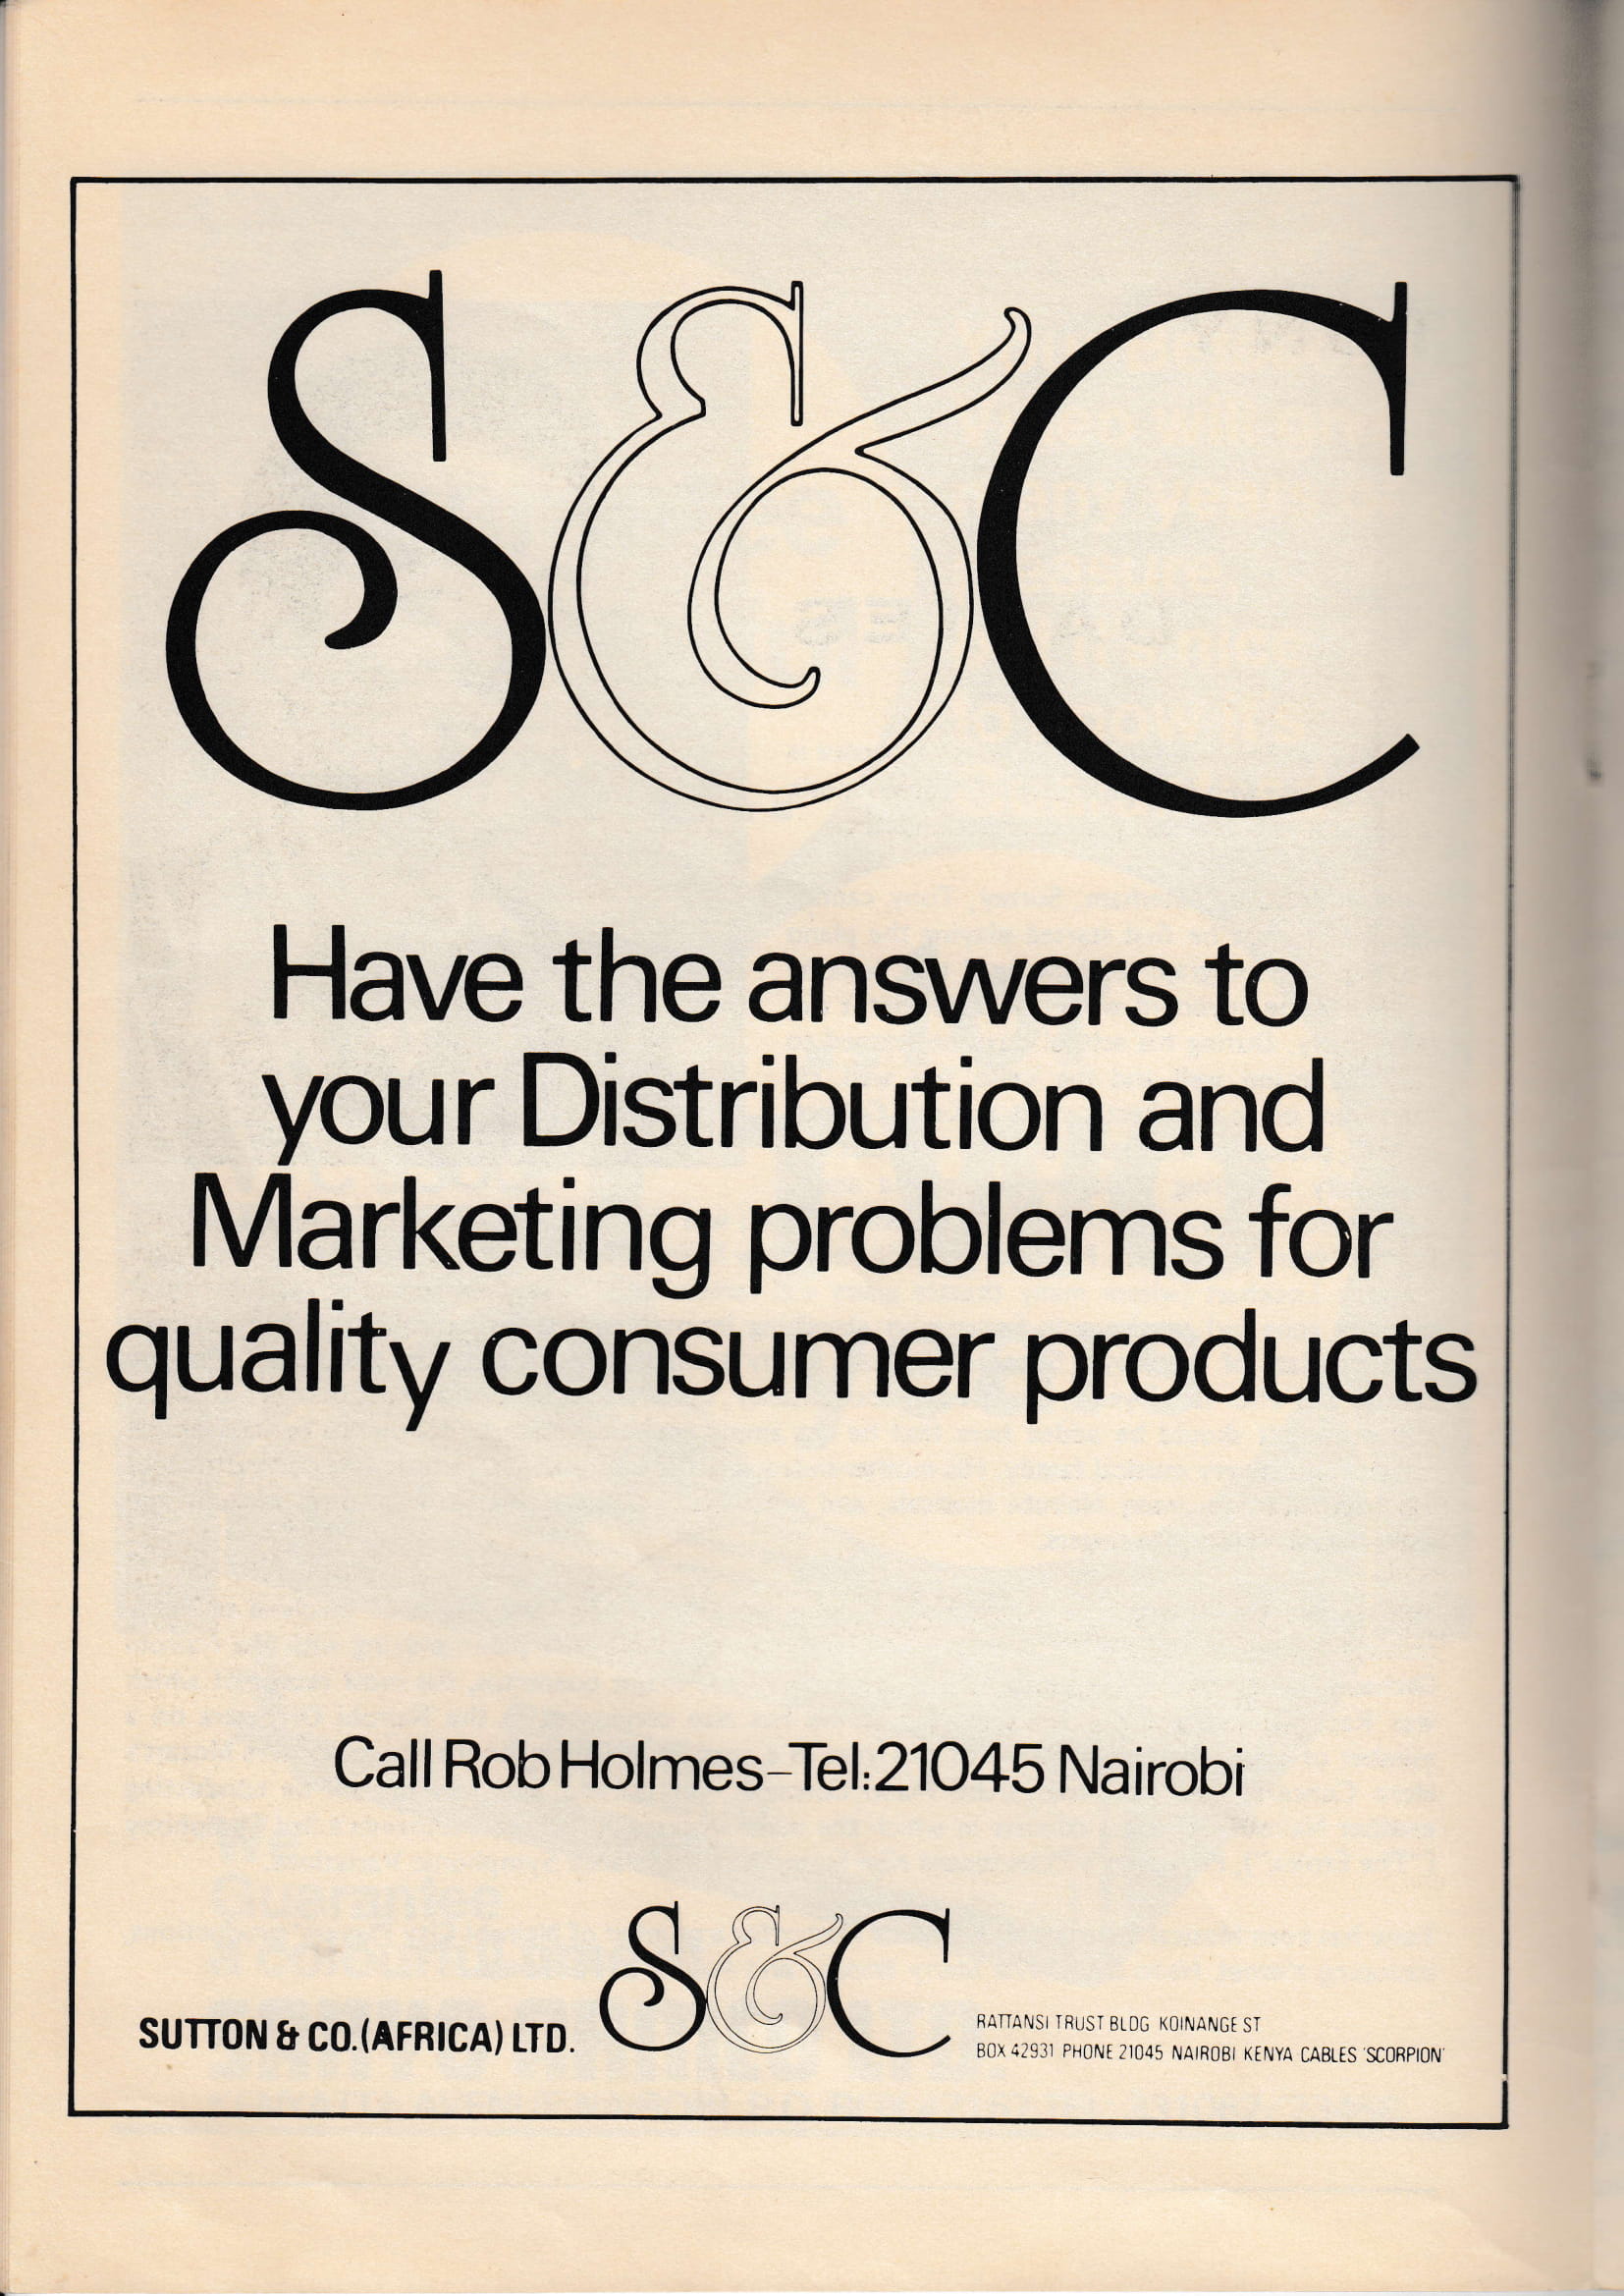 S&C
Have the answers to
your Distribution and
Marketing problems for
quality consumer products
Call Rob Holmes–Tel:21045 Nairobi
SUTTON & CO.(AFRICA) LTD.
S&C
RATTANSI TRUST BLDG KOINANGE ST
BOX 42931 PHONE 21045 NAIROBI KENYA CABLES 'SCORPION'